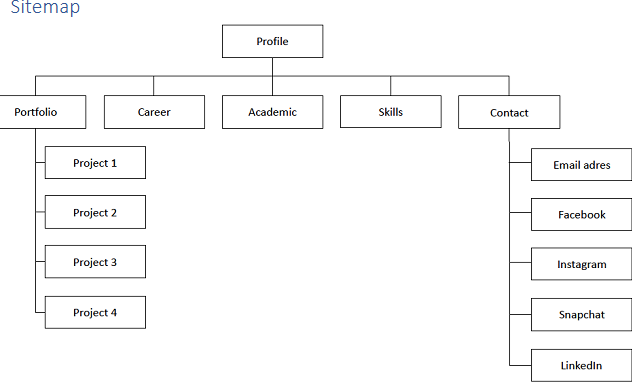 Sitemap
Profile
Portfolio
Career
Academic
Skills
Contact
Project 1
Project 2
Project 3
Project 4
Email adres
Facebook
Instagram
Snapchat
LinkedIn